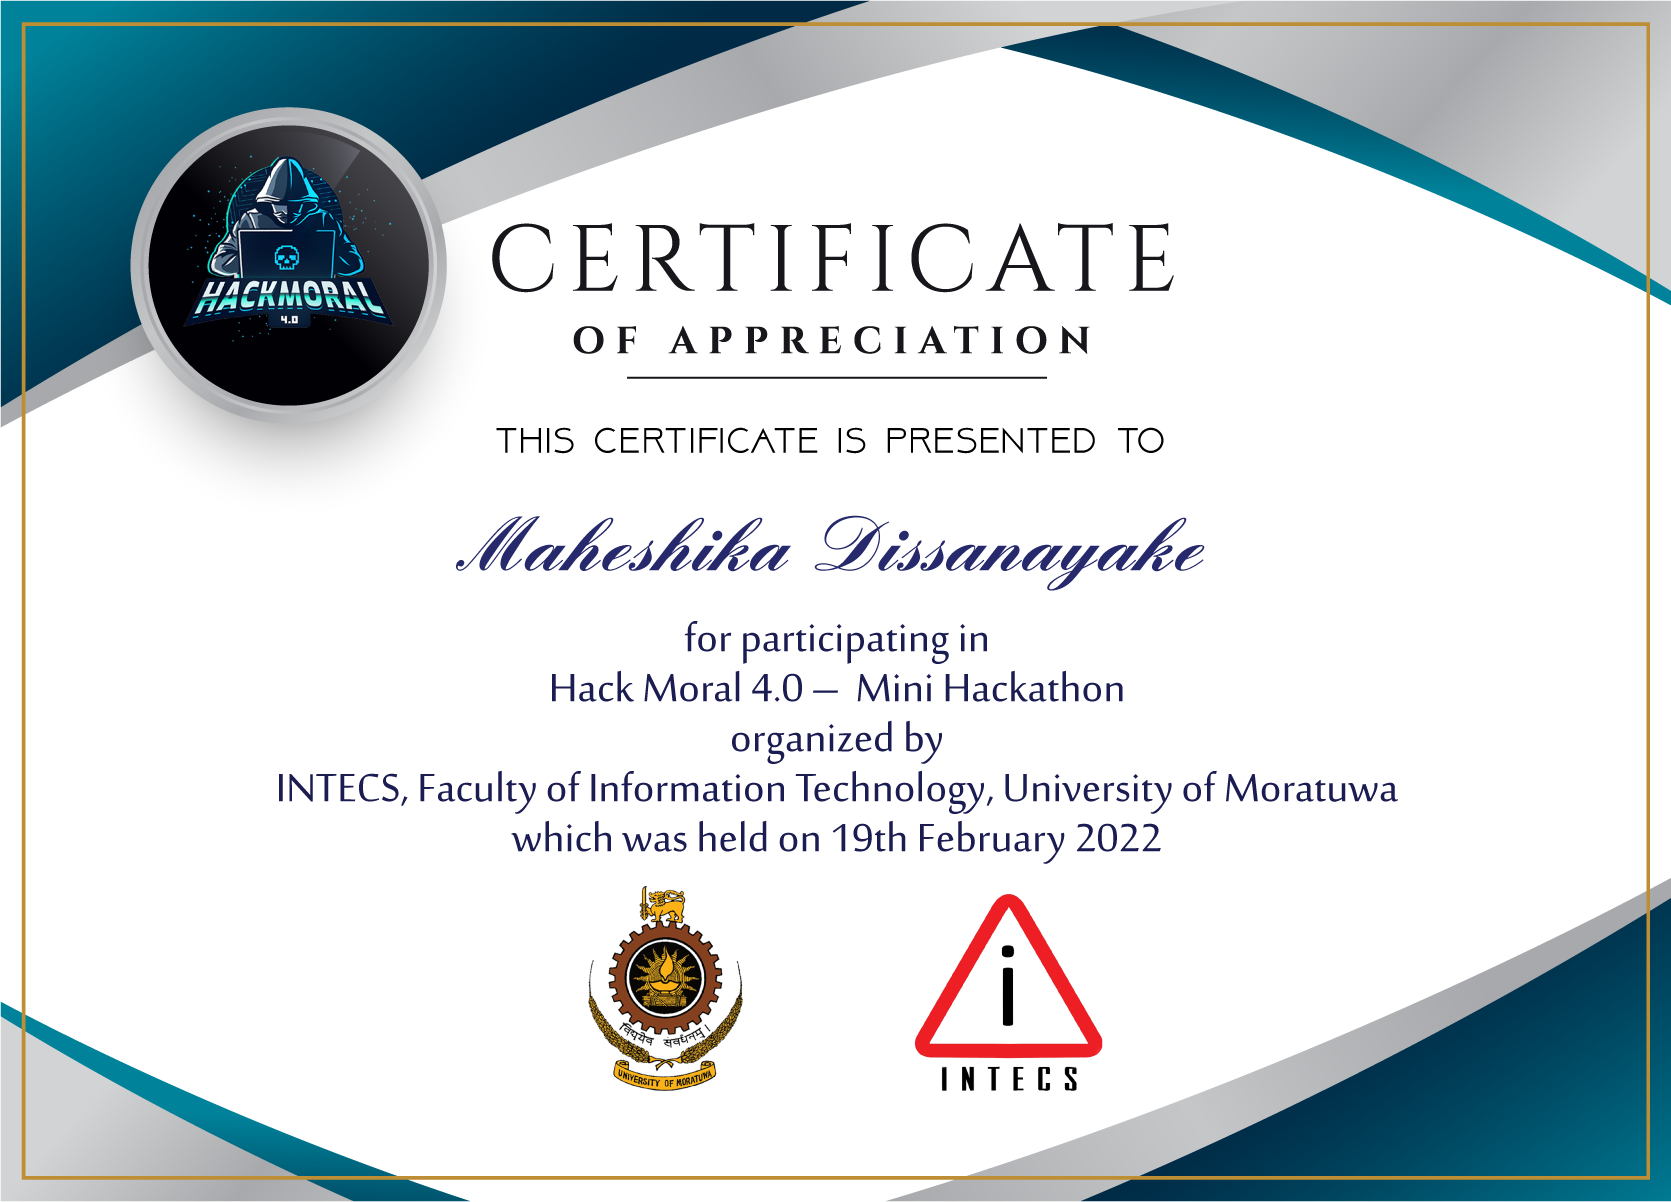 HACKMORAL
4.0
CERTIFICATE
OF APPRECIATION
THIS CERTIFICATE IS PRESENTED TO
Maheshika Dissanayake
for participating in
Hack Moral 4.0 – Mini Hackathon
organized by
INTECS, Faculty of Information Technology, University of Moratuwa
which was held on 19th February 2022
i
विद्ययैव सर्वधनम्।
UNIVERSITY OF MORATUWA
INTECS